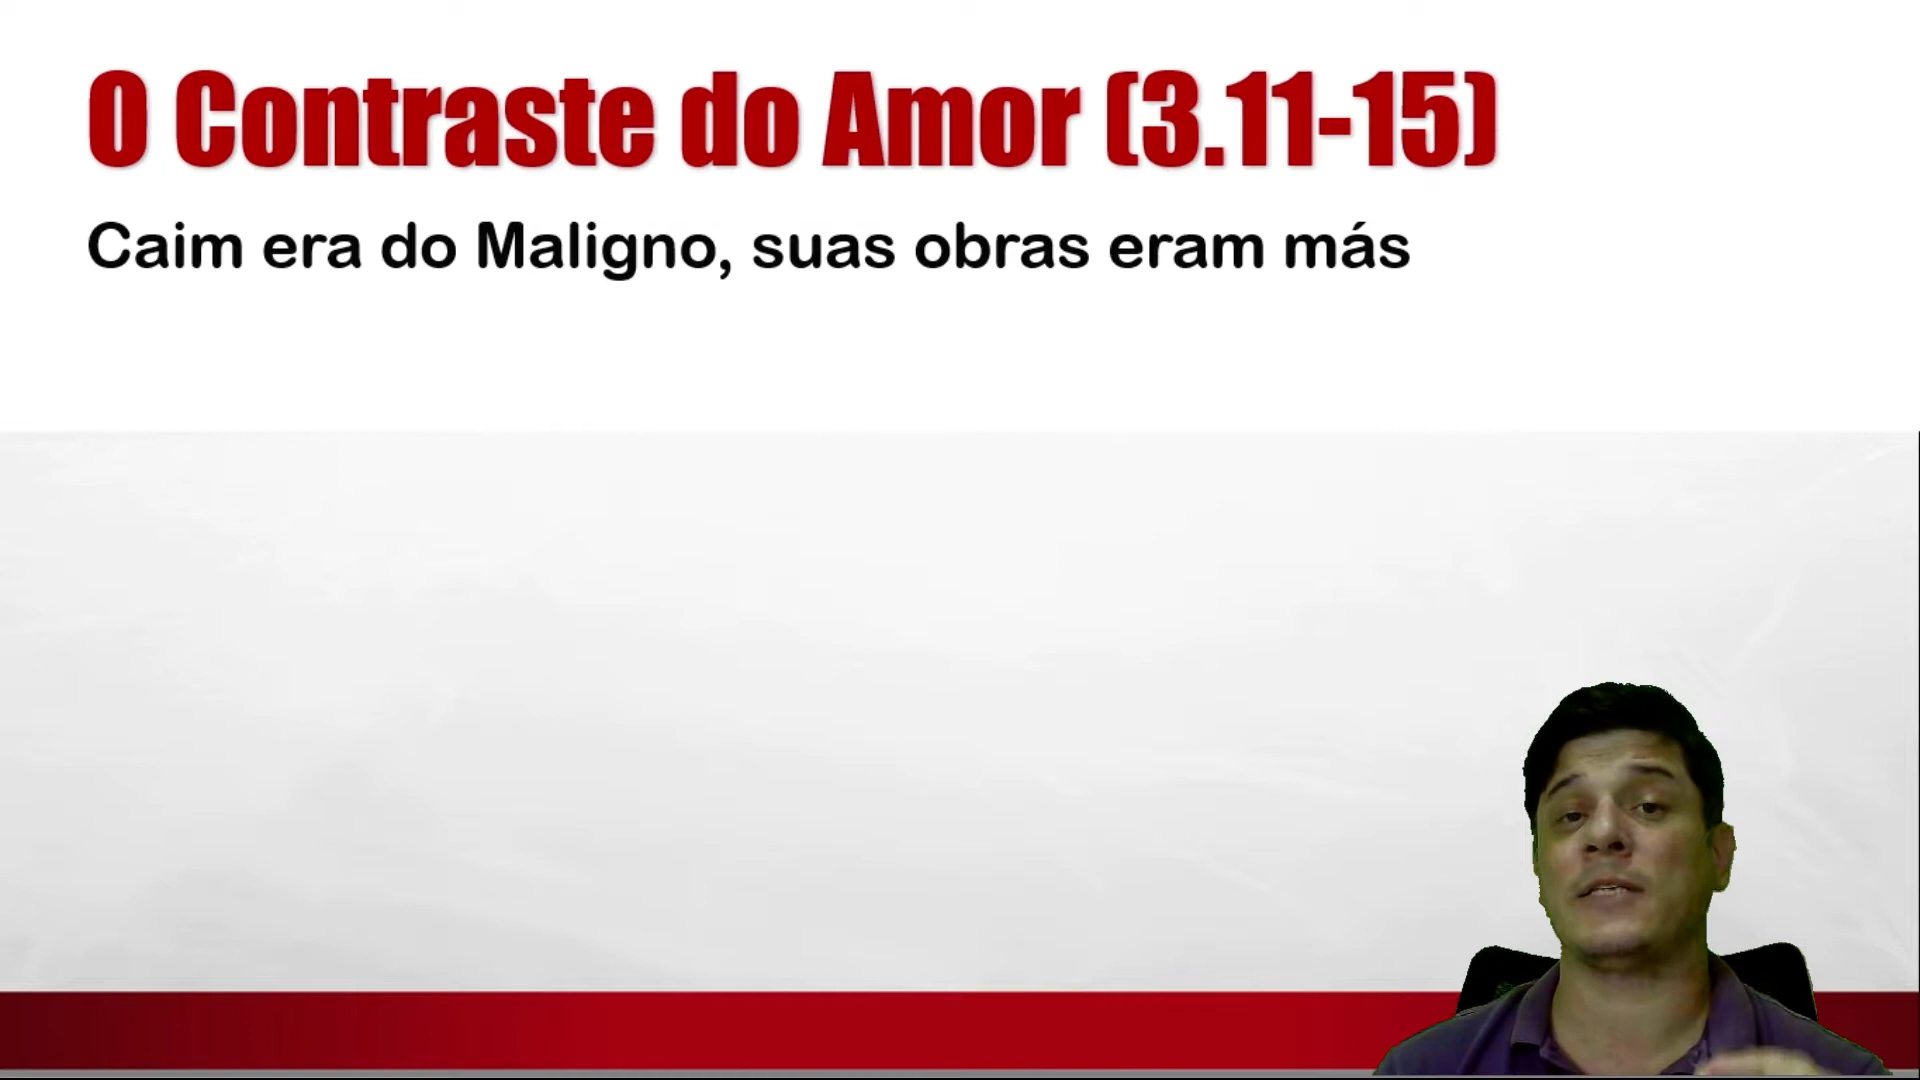 O Contraste do Amor (3.11-15)
Caim era do Maligno, suas obras eram más